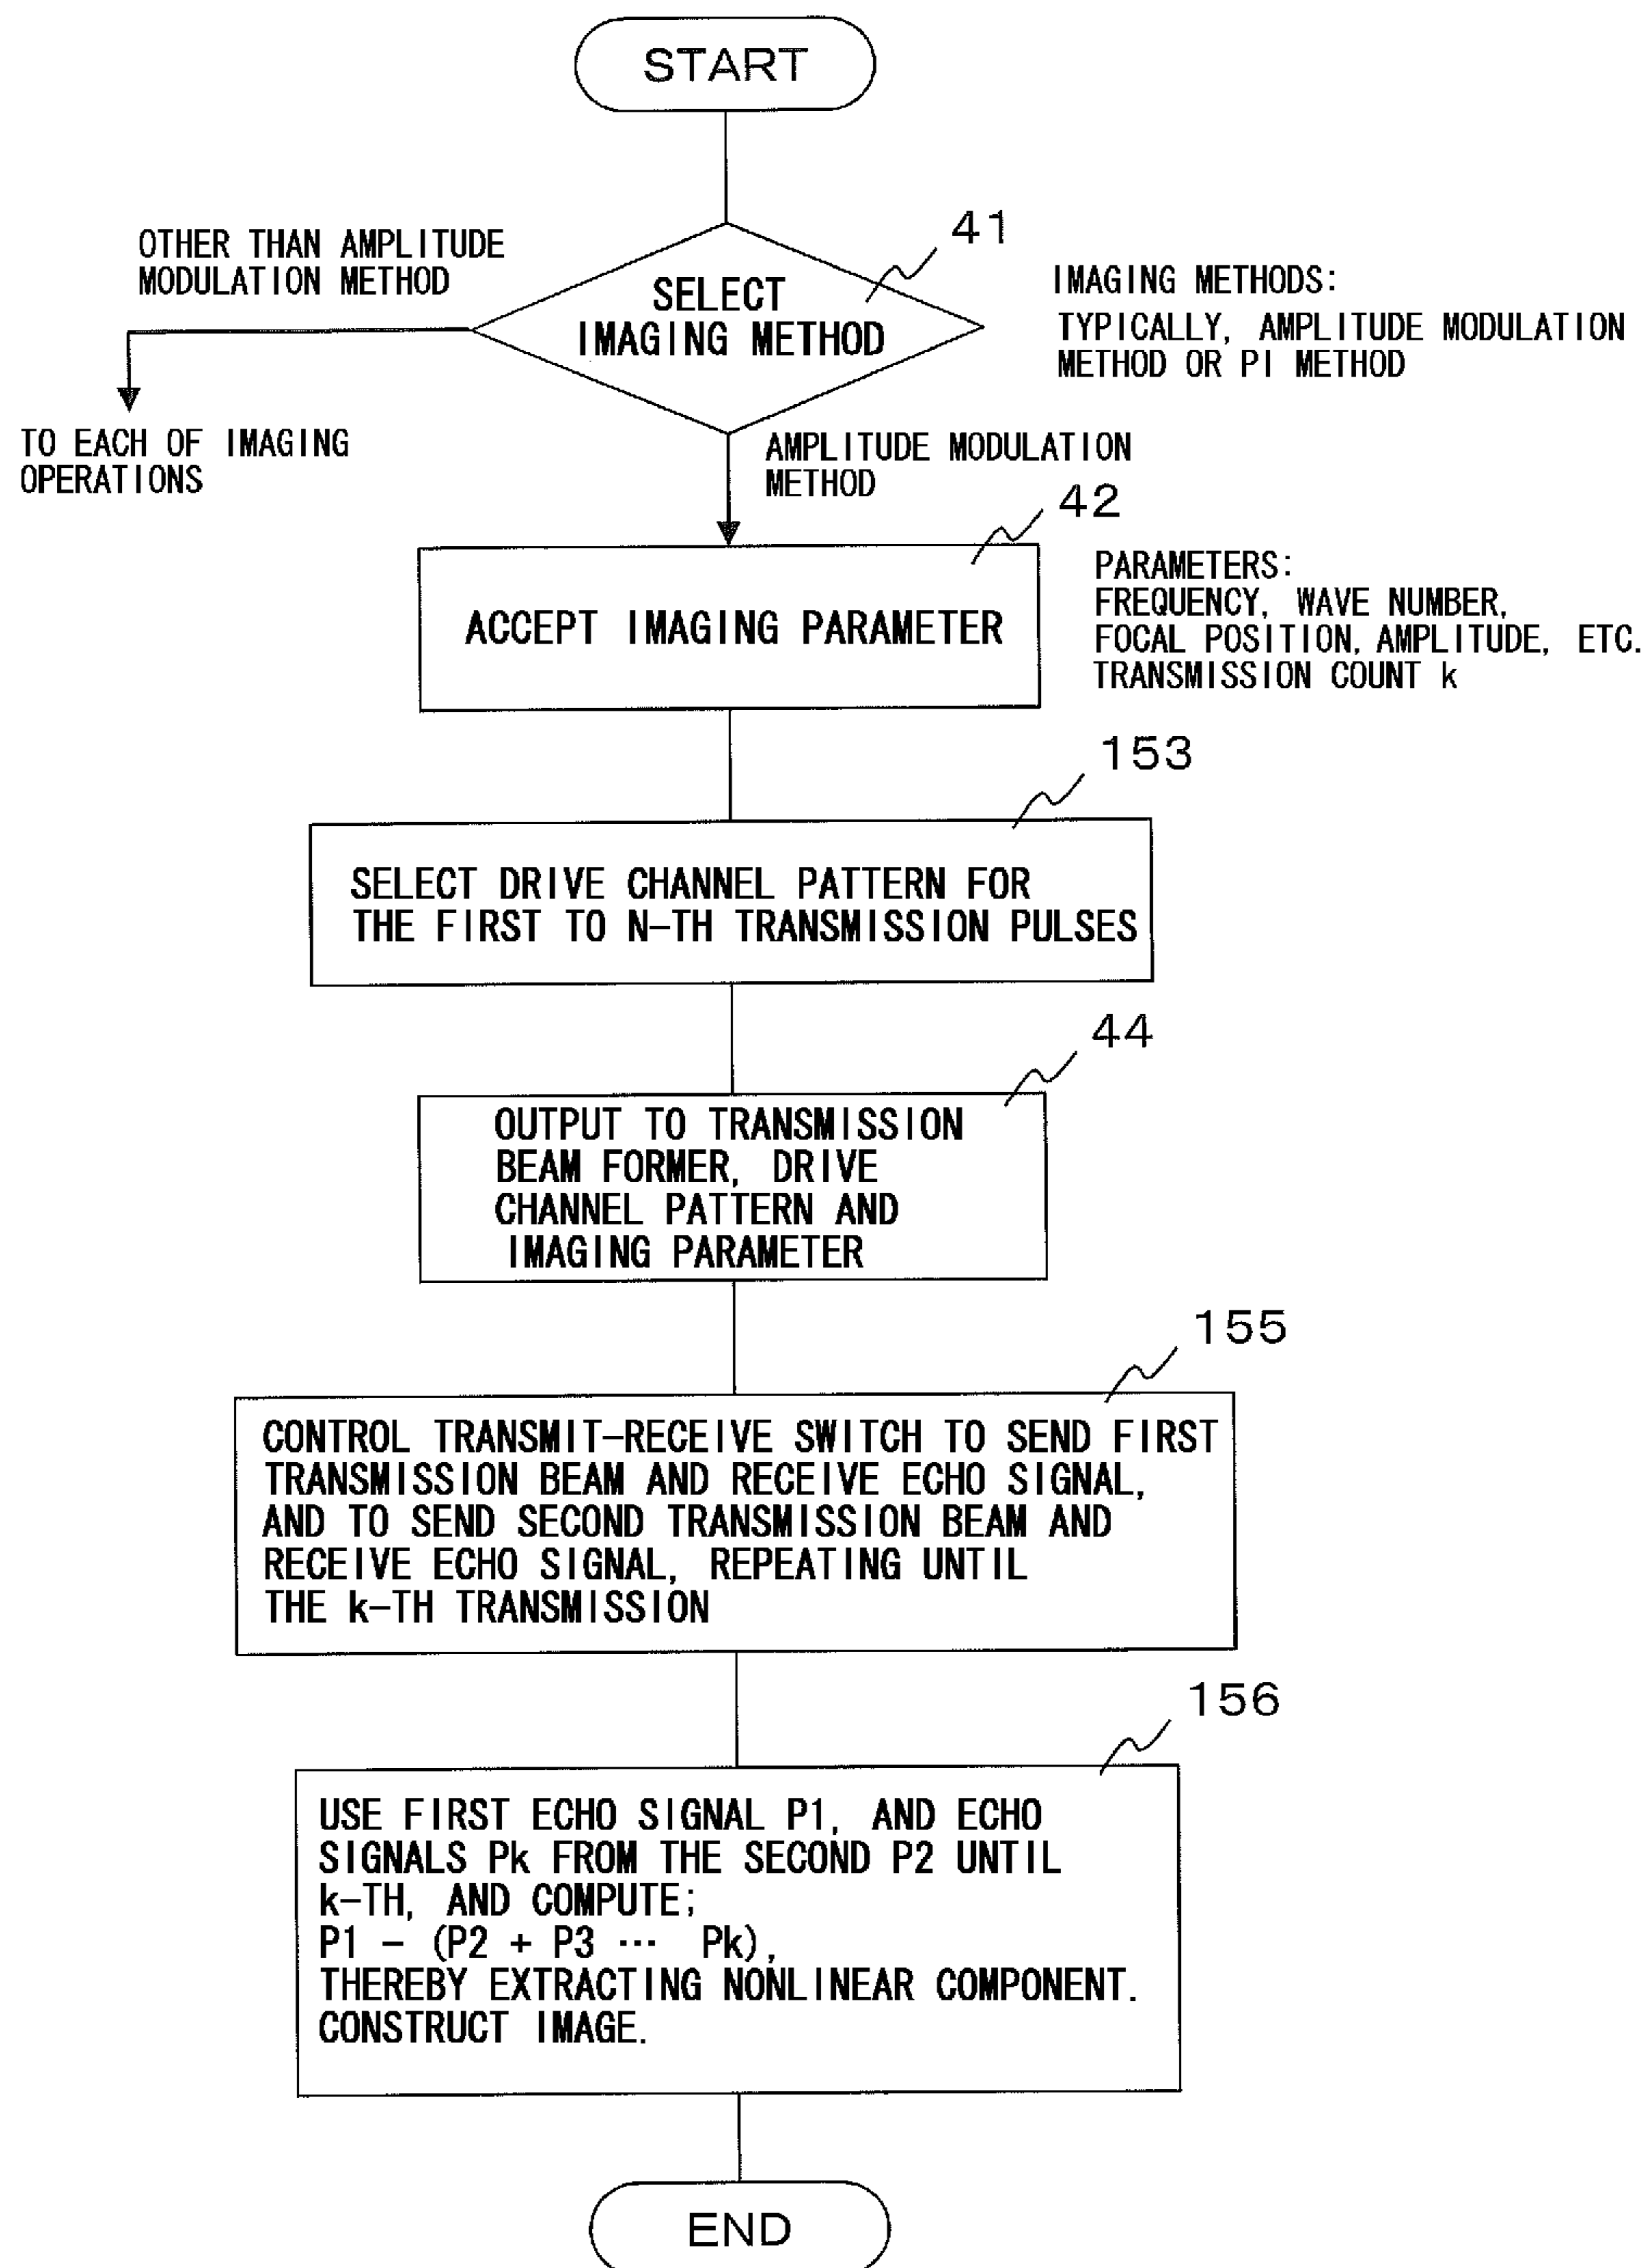 START
OTHER THAN AMPLITUDE
MODULATION METHOD
41
SELECT
IMAGING METHOD
IMAGING METHODS:
TYPICALLY, AMPLITUDE MODULATION
METHOD OR PI METHOD
TO EACH OF IMAGING
OPERATIONS
AMPLITUDE MODULATION
METHOD
42
ACCEPT IMAGING PARAMETER
PARAMETERS:
FREQUENCY, WAVE NUMBER,
FOCAL POSITION, AMPLITUDE, ETC.
TRANSMISSION COUNT k
153
SELECT DRIVE CHANNEL PATTERN FOR
THE FIRST TO N-TH TRANSMISSION PULSES
44
OUTPUT TO TRANSMISSION
BEAM FORMER, DRIVE
CHANNEL PATTERN AND
IMAGING PARAMETER
155
CONTROL TRANSMIT-RECEIVE SWITCH TO SEND FIRST
TRANSMISSION BEAM AND RECEIVE ECHO SIGNAL,
AND TO SEND SECOND TRANSMISSION BEAM AND
RECEIVE ECHO SIGNAL, REPEATING UNTIL
THE k-TH TRANSMISSION
156
USE FIRST ECHO SIGNAL P1, AND ECHO
SIGNALS Pk FROM THE SECOND P2 UNTIL
k-TH, AND COMPUTE;
P1 - (P2 + P3 ··· Pk),
THEREBY EXTRACTING NONLINEAR COMPONENT.
CONSTRUCT IMAGE.
END